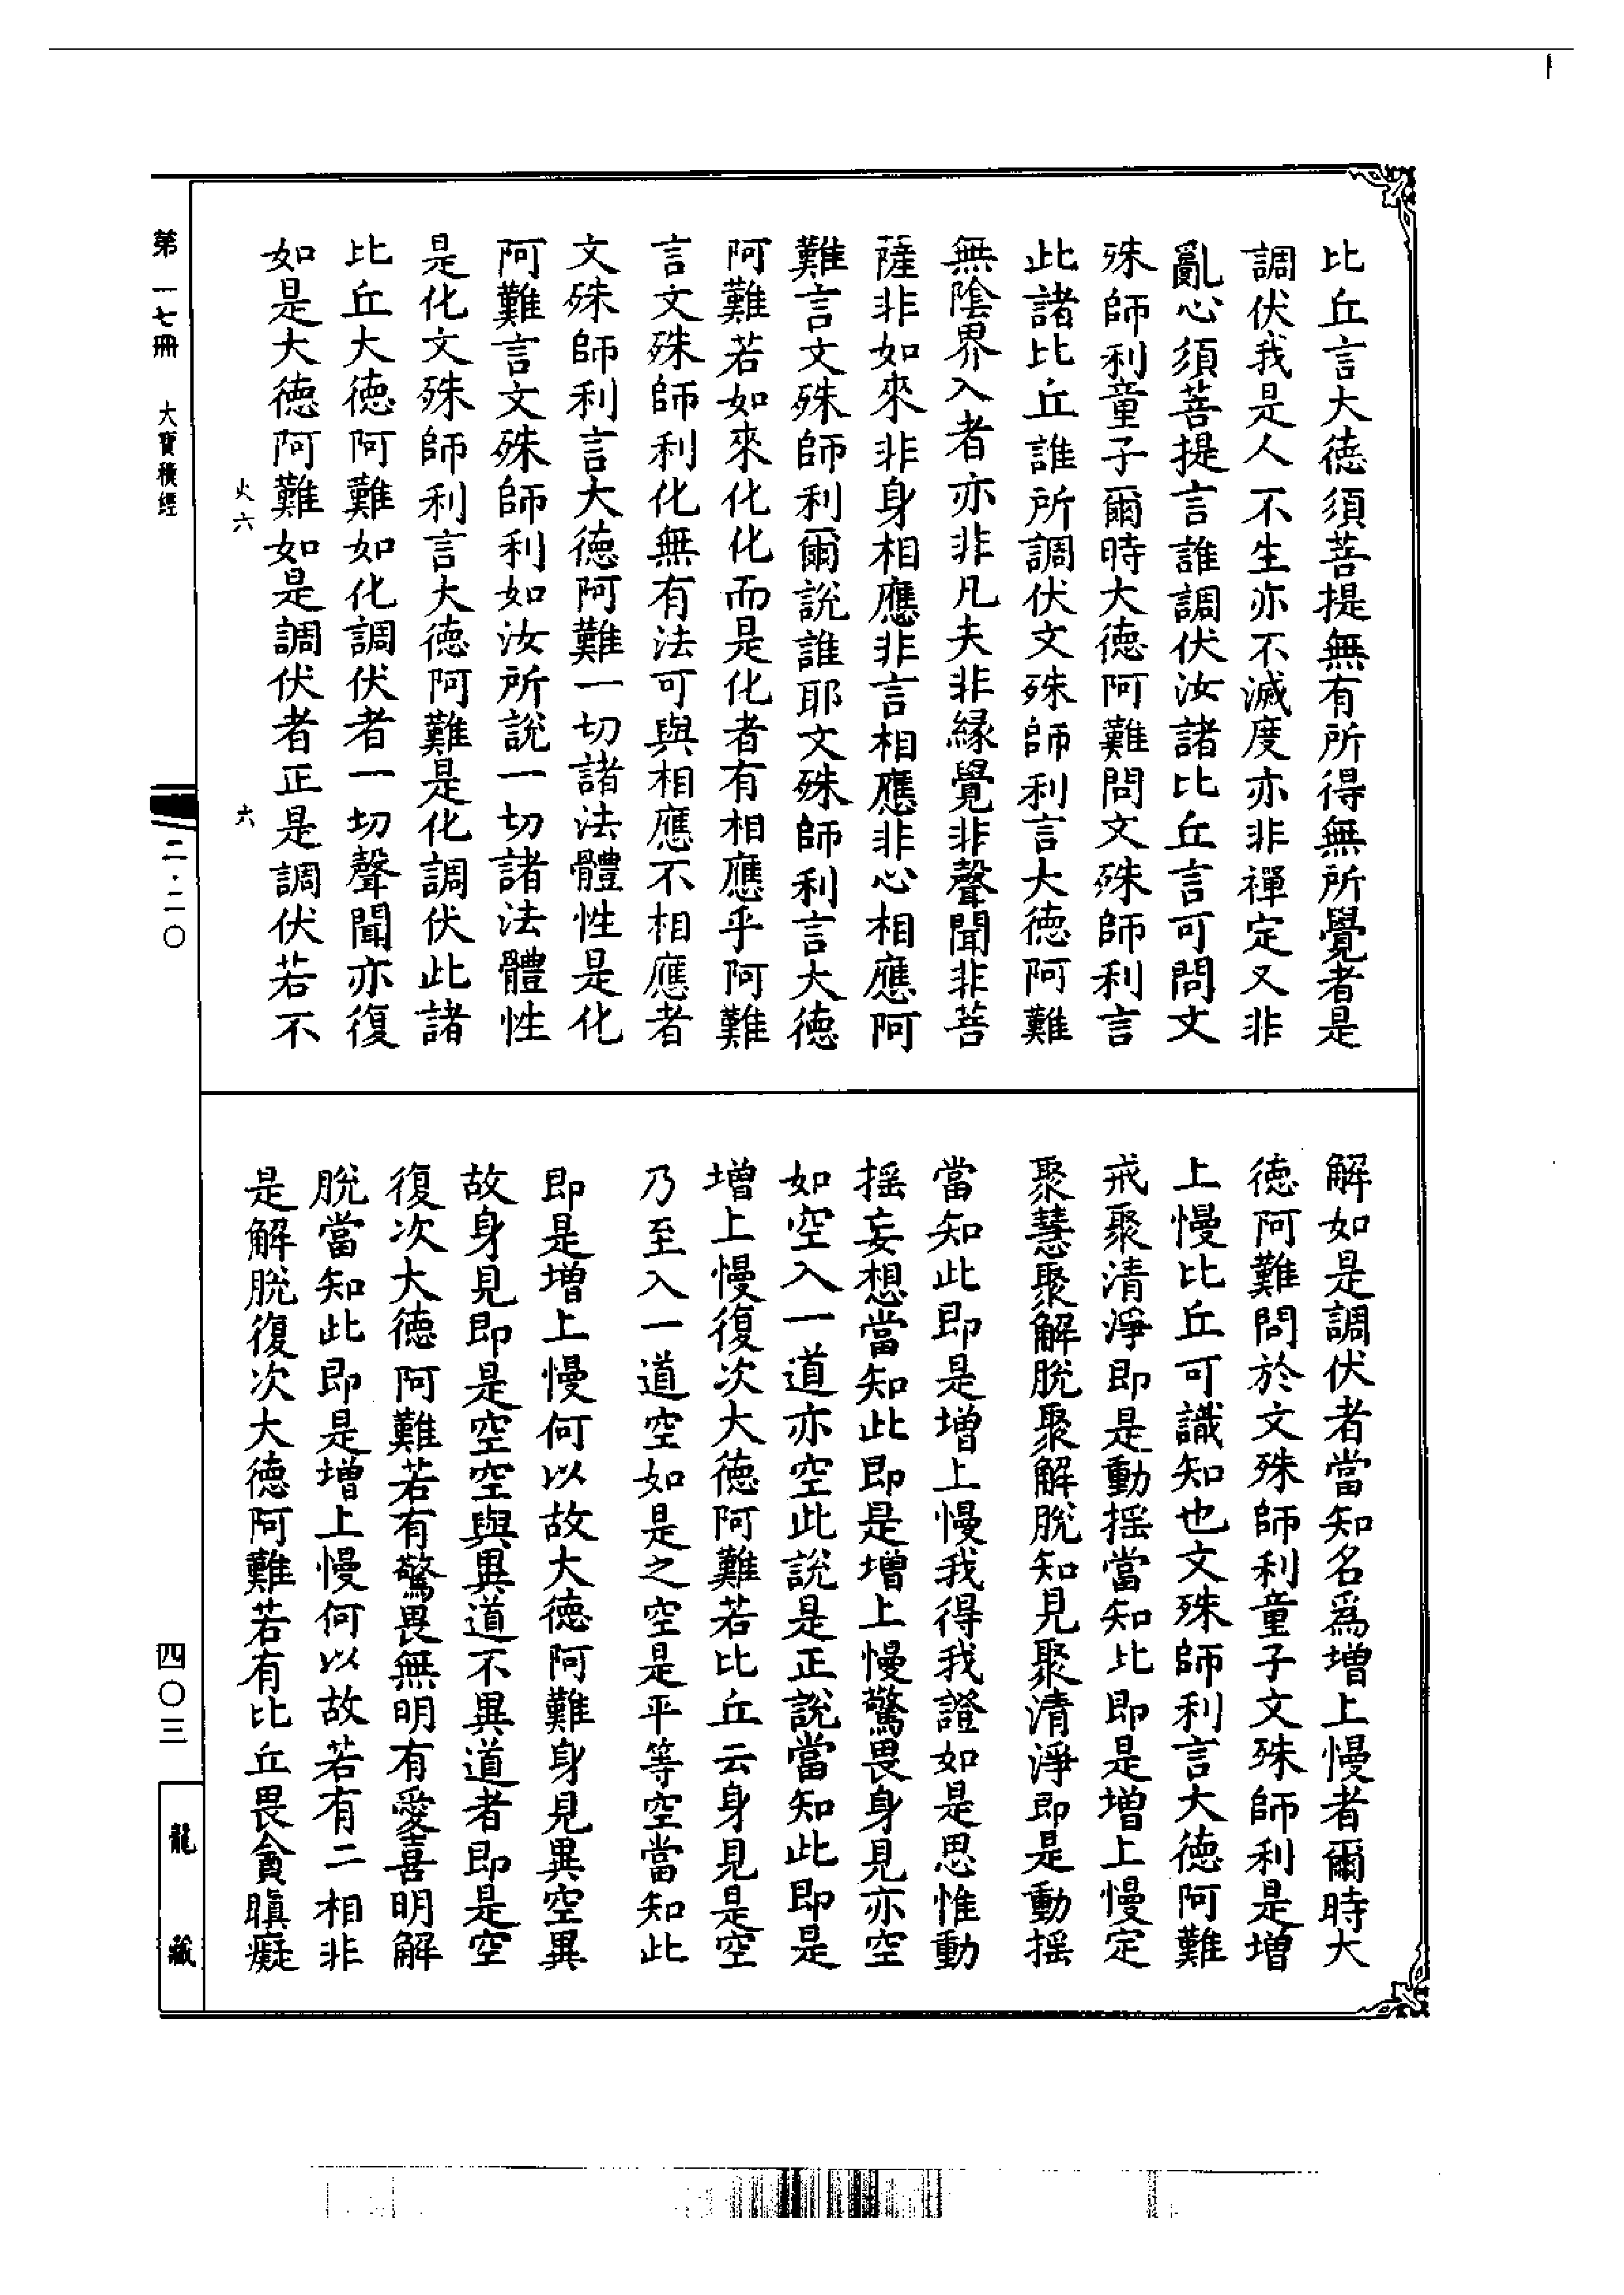 比丘言大德須菩提無有所得無所覺者是
調伏我是人不生亦不滅度亦非禪定又非
亂心須菩提言誰調伏汝諸比丘言可問文
殊師利童子爾時大德阿難問文殊師利言
此諸比丘誰所調伏文殊師利言大德阿難
無陰界入者亦非凡夫非緣覺非聲聞非菩
薩非如來非身相應非言相應非心相應阿
難言文殊師利爾說誰耶文殊師利言大德
阿難若如來化化而是化者有相應乎阿難
言文殊師利化無有法可與相應不相應者
文殊師利言大德阿難一切諸法體性是化
阿難言文殊師利如汝所說一切諸法體性
是化文殊師利言大德阿難是化調伏此諸
比丘大德阿難如化調伏者一切聲聞亦復
如是大德阿難如是調伏者正是調伏若不
火六
六
解如是調伏者當知名爲增上慢者爾時大
德阿難問於文殊師利童子文殊師利是增
上慢比丘可識知也文殊師利言大德阿難
戒聚清淨即是動搖當知比即是增上慢定
聚慧聚解脫聚解脫知見聚清淨即是動搖
當知此即是增上慢我得我證如是思惟動
搖妄想當知此即是增上慢驚畏身見亦空
如空入一道亦空此說是正說當知此即是
增上慢復次大德阿難若比丘云身見是空
乃至入一道空如是之空是平等空當知此
即是增上慢何以故大德阿難身見異空異
故身見即是空空與異道不異道者即是空
復次大德阿難若有驚畏無明有愛喜明解
脫當知此即是增上慢何以故若有二相非
是解脫復次大德阿難若有比丘畏貪瞋癡
第一七冊 大寶積經
二·二〇
四〇三
龍藏